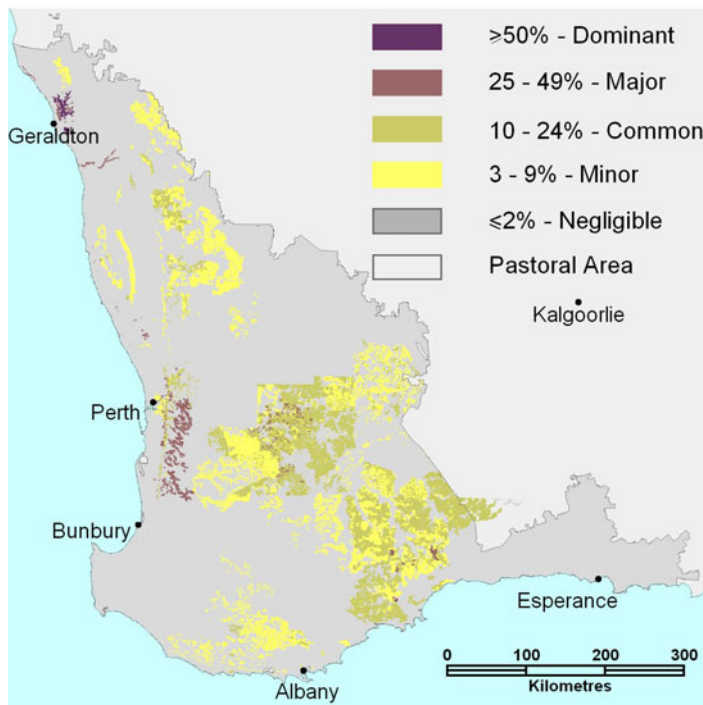 ⩾50% - Dominant
25 - 49% - Major
10 - 24% - Common
3 - 9% - Minor
⩽2% - Negligible
Pastoral Area
Geraldton
Kalgoorlie
Perth
Bunbury
Esperance
Albany
0 100 200 300
Kilometres